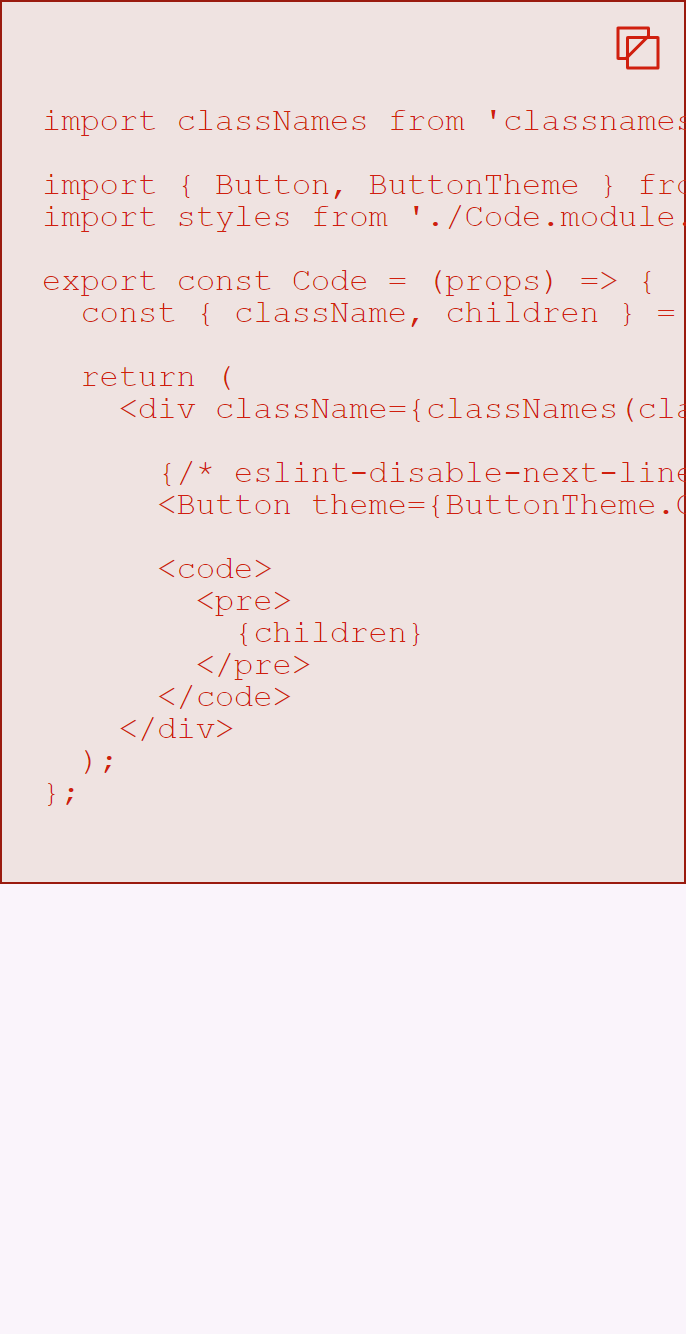 import classNames from 'classnames
import { Button, ButtonTheme } fro
import styles from './Code.module.
export const Code = (props) => {
  const { className, children } =
  return (
    <div className={classNames(cla
      {/* eslint-disable-next-line
      <Button theme={ButtonTheme.
      <code>
        <pre>
          {children}
        </pre>
      </code>
    </div>
  );
};